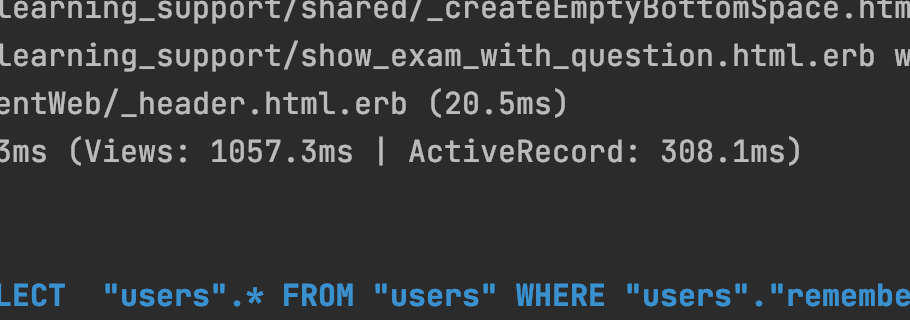 learning_support/shared/_createEmptyBottomSpace.htm
learning_support/show_exam_with_question.html.erb w
entWeb/_header.html.erb (20.5ms)
3ms (Views: 1057.3ms | ActiveRecord: 308.1ms)
LECT  "users".* FROM "users" WHERE "users"."remembe